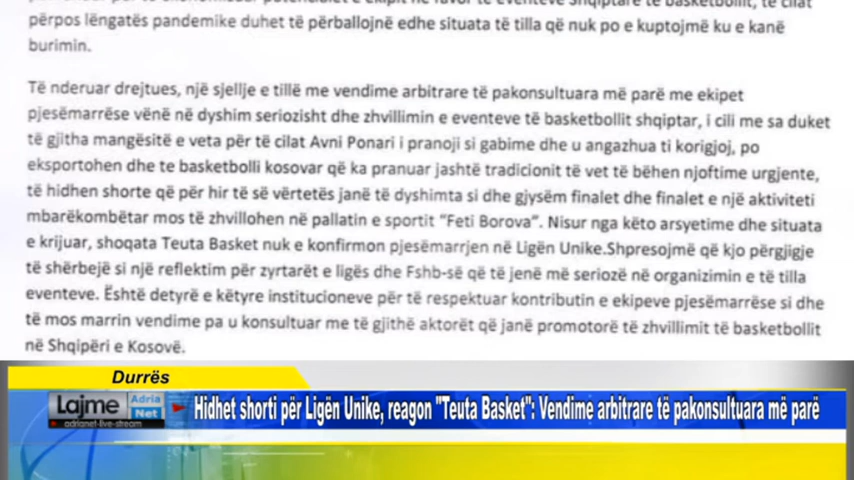 përpos lëngatës pandemike duhet të përballojnë edhe situata të tilla që nuk po e kuptojmë ku e kanë
burimin.
Të nderuar drejtues, një sjellje e tillë me vendime arbitrare të pakonsultuara më parë me ekipet
pjesëmarrëse vënë në dyshim seriozisht dhe zhvillimin e eventeve të basketbollit shqiptar, i cili me sa duket
të gjitha mangësitë e veta për të cilat Avni Ponari i pranoji si gabime dhe u angazhua ti korigjoj, po
eksportohen dhe te basketbolli kosovar që ka pranuar jashtë tradicionit të vet të bëhen njoftime urgjente,
të hidhen shorte që për hir të së vërtetës janë të dyshimta si dhe gjysëm finalet dhe finalet e një aktiviteti
mbarëkombëtar mos të zhvillohen në pallatin e sportit “Feti Borova”. Nisur nga këto arsyetime dhe situata
e krijuar, shoqata Teuta Basket nuk e konfirmon pjesëmarrjen në Ligën Unike.Shpresojmë që kjo përgjigje
të shërbejë si një reflektim për zyrtarët e ligës dhe Fshb-së që të jenë më seriozë në organizimin e të tilla
eventeve. Është detyrë e këtyre institucioneve për të respektuar kontributin e ekipeve pjesëmarrëse si dhe
të mos marrin vendime pa u konsultuar me të gjithë aktorët që janë promotorë të zhvillimit të basketbollit
në Shqipëri e Kosovë.
Durrës
Lajme Adria Net
Hidhet shorti për Ligën Unike, reagon "Teuta Basket": Vendime arbitrare të pakonsultuara më parë
adrianet-live-stream